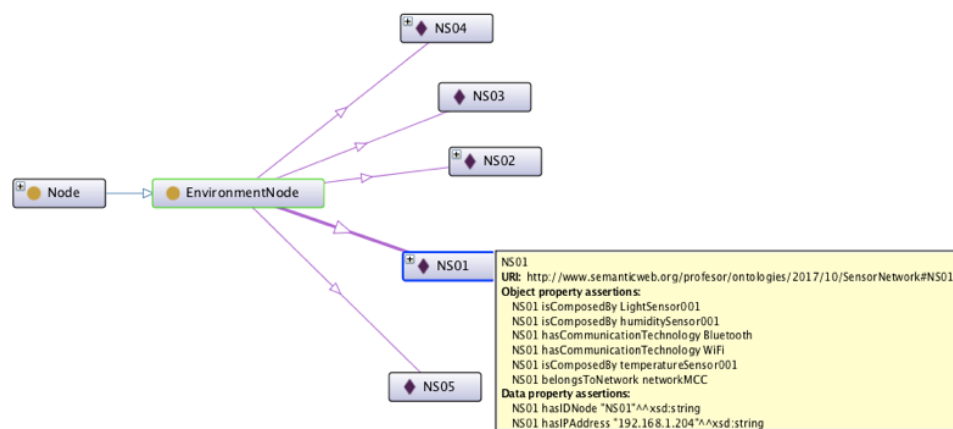 NS04
NS03
NS02
Node
EnvironmentNode
NS01
NS01
URI: http://www.semanticweb.org/profesor/ontologies/2017/10/SensorNetwork#NS01
Object property assertions:
NS01 isComposedBy LightSensor001
NS01 isComposedBy humiditySensor001
NS01 hasCommunicationTechnology Bluetooth
NS01 hasCommunicationTechnology WiFi
NS01 isComposedBy temperatureSensor001
NS01 belongsToNetwork networkMCC
Data property assertions:
NS01 hasIDNode "NS01"^^xsd:string
NS01 hasIPAddress "192.168.1.204"^^xsd:string
NS05